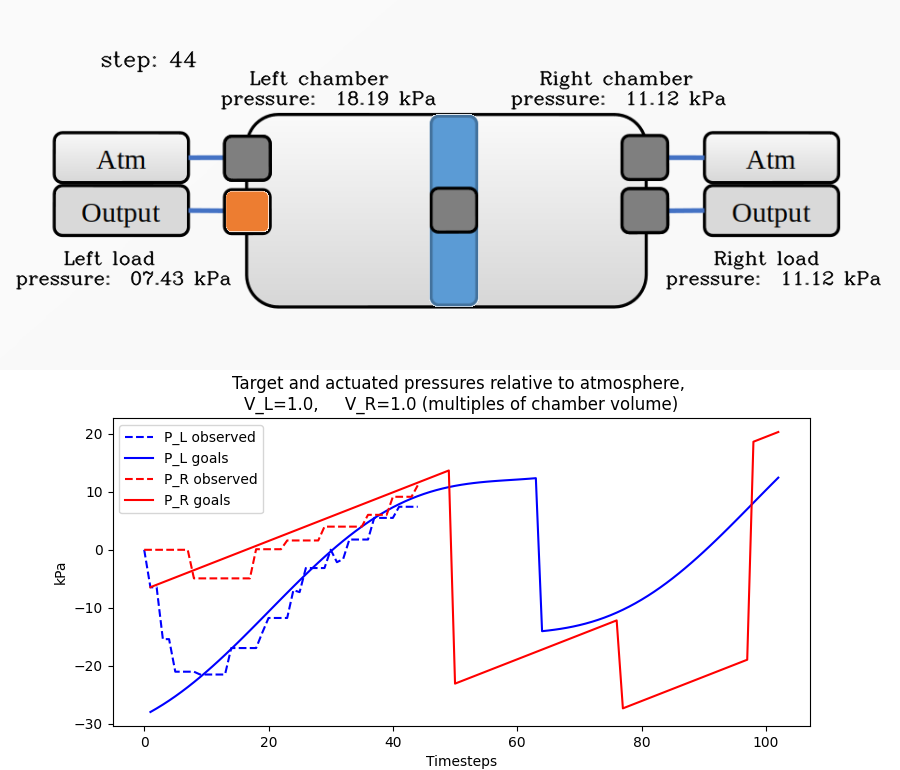 step: 44
Left chamber
pressure: 18.19 kPa
Right chamber
pressure: 11.12 kPa
Atm
Output
Atm
Output
Left load
pressure: 07.43 kPa
Right load
pressure: 11.12 kPa
Target and actuated pressures relative to atmosphere,
V_L=1.0, V_R=1.0 (multiples of chamber volume)
P_L observed
P_L goals
P_R observed
P_R goals
20
10
0
−10
−20
−30
kPa
0 20 40 60 80 100
Timesteps